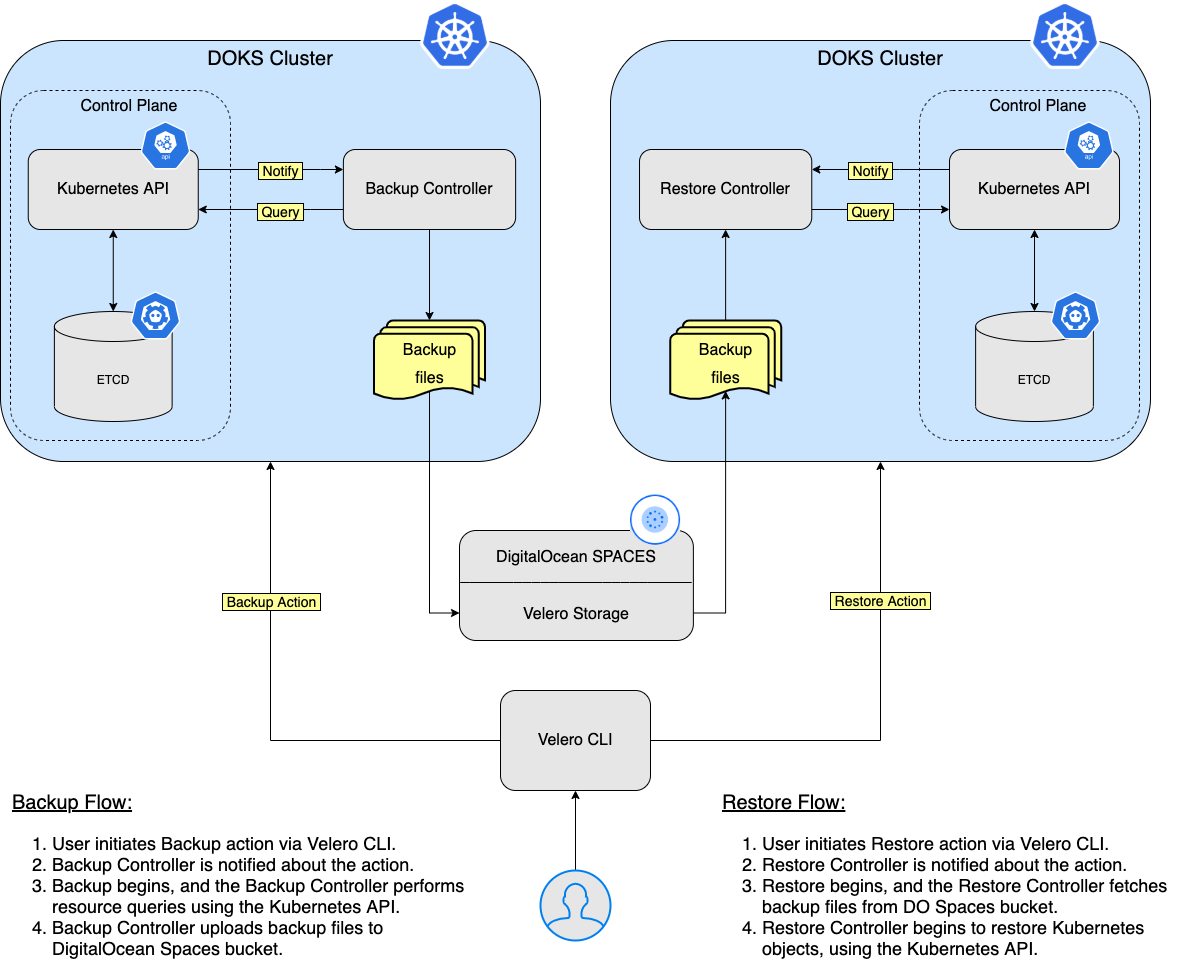 DOKS Cluster
Control Plane
api
Kubernetes API
Notify
Query
Backup Controller
ETCD
Backup
files
DOKS Cluster
Control Plane
api
Restore Controller
Notify
Query
Kubernetes API
Backup
files
ETCD
DigitalOcean SPACES
Velero Storage
Backup Action
Restore Action
Velero CLI
Backup Flow:
1. User initiates Backup action via Velero CLI.
2. Backup Controller is notified about the action.
3. Backup begins, and the Backup Controller performs
resource queries using the Kubernetes API.
4. Backup Controller uploads backup files to
DigitalOcean Spaces bucket.
Restore Flow:
1. User initiates Restore action via Velero CLI.
2. Restore Controller is notified about the action.
3. Restore begins, and the Restore Controller fetches
backup files from DO Spaces bucket.
4. Restore Controller begins to restore Kubernetes
objects, using the Kubernetes API.